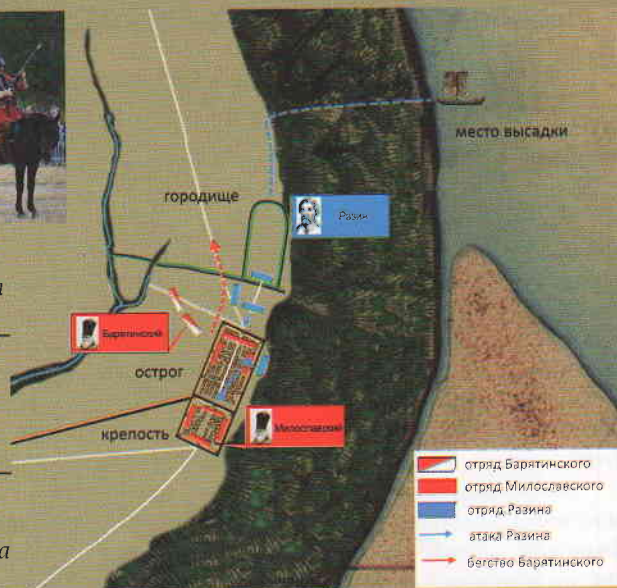 место высадки
городище
Разин
а
Барятинский
острог
крепость
Милославский
отряд Барятинского
отряд Милославского
отряд Разина
атака Разина
бегство Барятинского
а